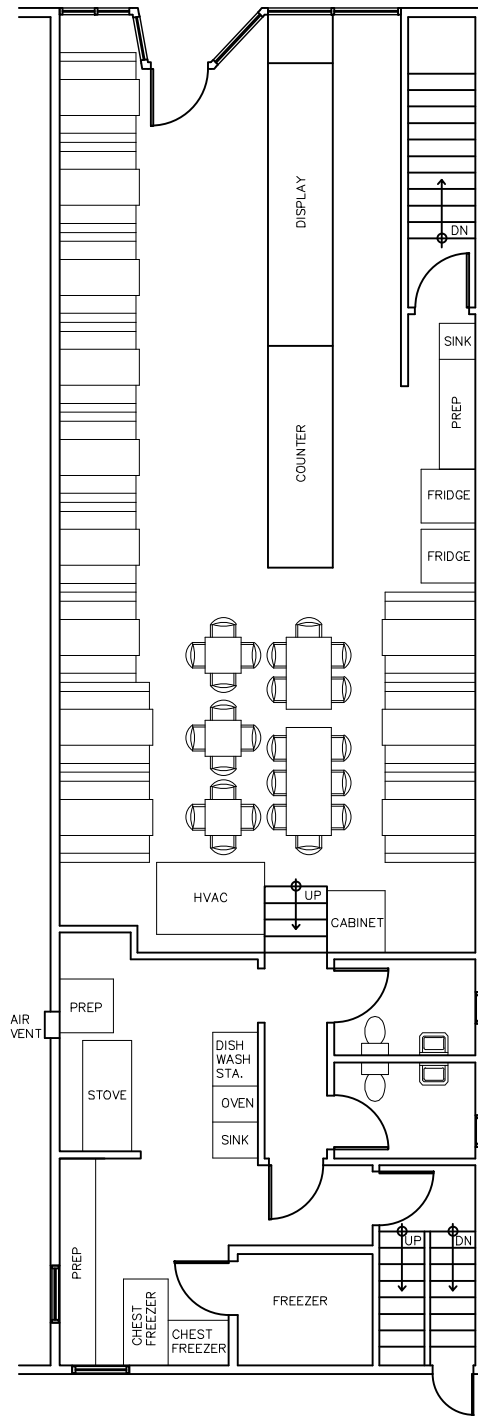 DISPLAY
DN
SINK
PREP
COUNTER
FRIDGE
FRIDGE
HVAC
UP
CABINET
AIR
VENT
PREP
DISH
WASH
STA.
STOVE
OVEN
SINK
PREP
UP
DN
FREEZER
CHEST
FREEZER
CHEST
FREEZER